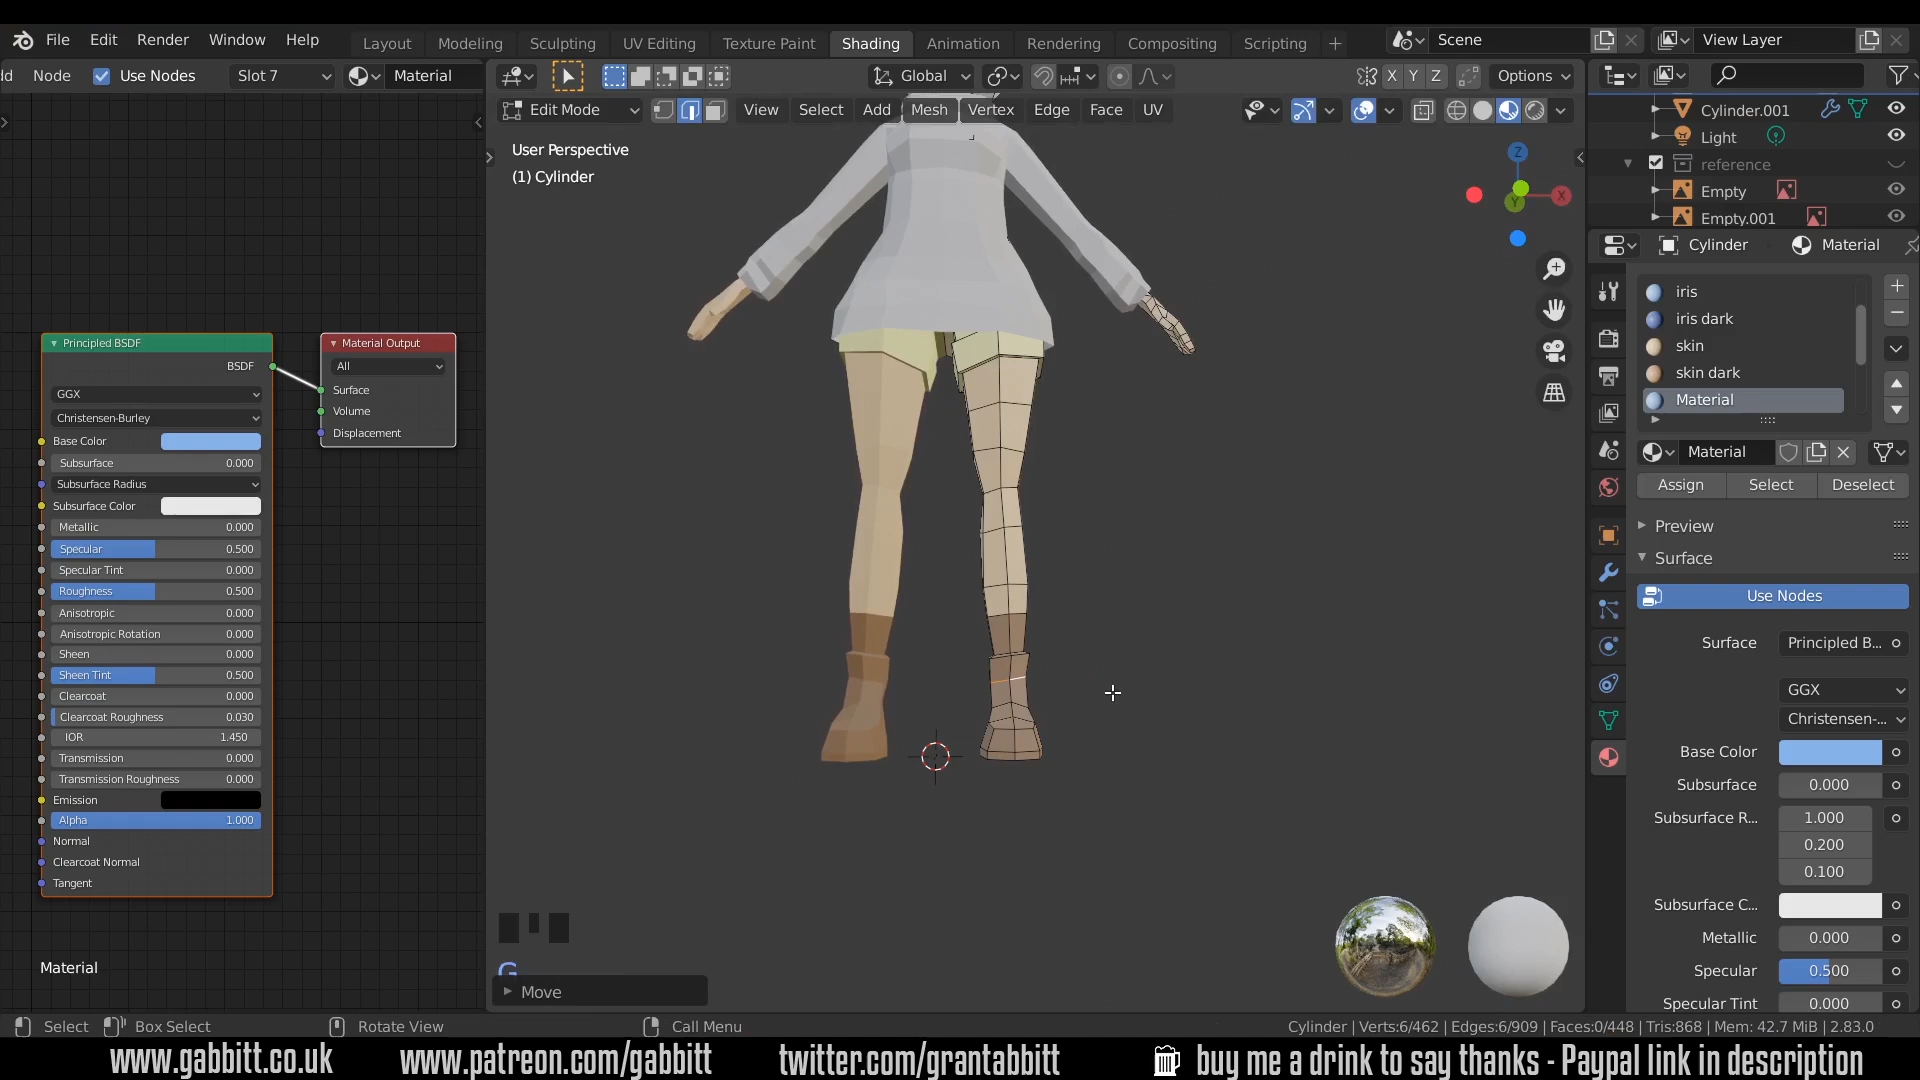 File Edit Render Window Help Layout Modeling Sculpting UV Editing Texture Paint Shading Animation Rendering Compositing Scripting + Scene View Layer
Node Use Nodes Slot 7 Material Global X Y Z Options
Edit Mode View Select Add Mesh Vertex Edge Face UV
User Perspective
(1) Cylinder
Z
X
Y
Cylinder.001
Light
reference
Empty
Empty.001
Cylinder Material
iris
iris dark
skin
skin dark
Material
Material
Assign Select Deselect
Preview
Surface
Use Nodes
Surface Principled B...
GGX
Christensen-...
Base Color
Subsurface 0.000
Subsurface R... 1.000
0.200
0.100
Subsurface C...
Metallic 0.000
Specular 0.500
Specular Tint 0.000
Principled BSDF
BSDF
GGX
Christensen-Burley
Base Color
Subsurface 0.000
Subsurface Radius
Subsurface Color
Metallic 0.000
Specular 0.500
Specular Tint 0.000
Roughness 0.500
Anisotropic 0.000
Anisotropic Rotation 0.000
Sheen 0.000
Sheen Tint 0.500
Clearcoat 0.000
Clearcoat Roughness 0.030
IOR 1.450
Transmission 0.000
Transmission Roughness 0.000
Emission
Alpha 1.000
Normal
Clearcoat Normal
Tangent
Material Output
All
Surface
Volume
Displacement
Material
G
Move
Select Box Select Rotate View Call Menu Cylinder | Verts:6/462 | Edges:6/909 | Faces:0/448 | Tris:868 | Mem: 42.7 MiB | 2.83.0
www.gabbitt.co.uk www.patreon.com/gabbitt twitter.com/grantabbitt buy me a drink to say thanks - Paypal link in description